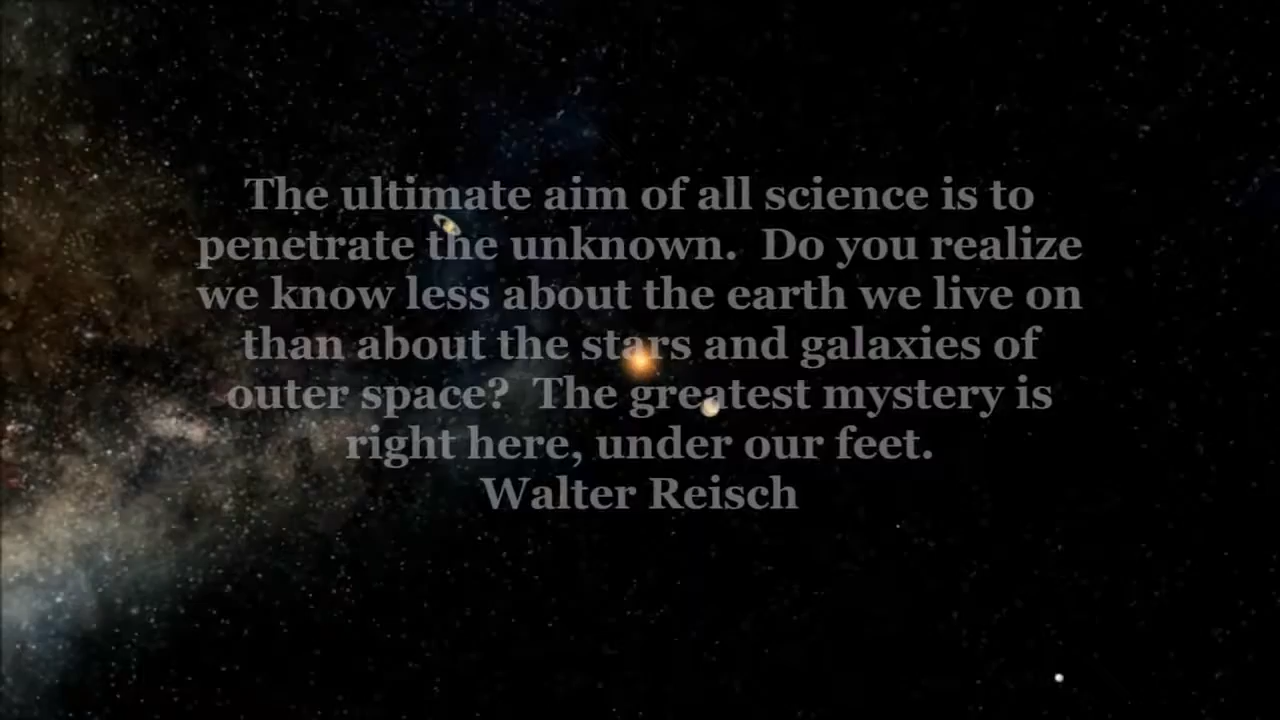 The ultimate aim of all science is to
penetrate the unknown.  Do you realize
we know less about the earth we live on
than about the stars and galaxies of
outer space?  The greatest mystery is
right here, under our feet.
Walter Reisch